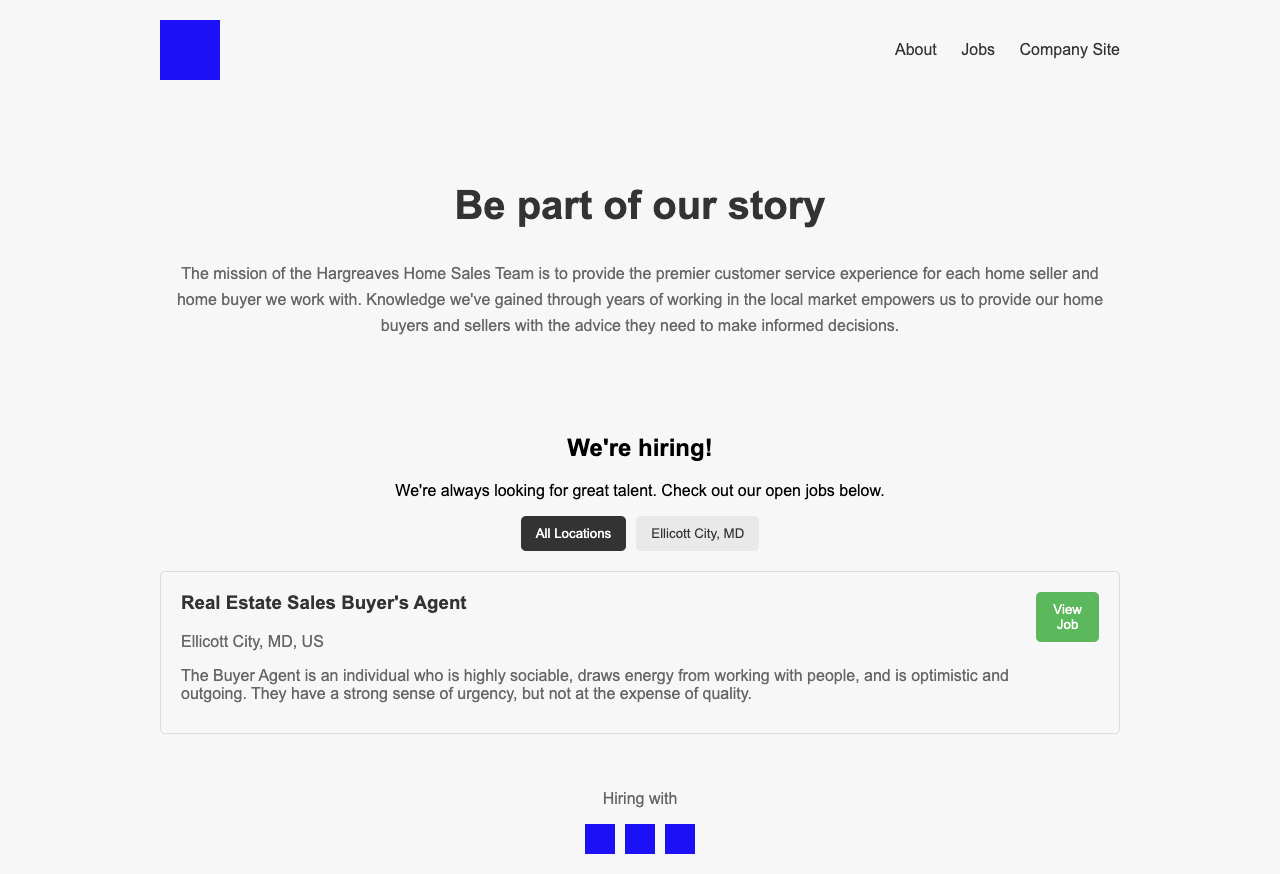 About Jobs Company Site
Be part of our story
The mission of the Hargreaves Home Sales Team is to provide the premier customer service experience for each home seller and
home buyer we work with. Knowledge we've gained through years of working in the local market empowers us to provide our home
buyers and sellers with the advice they need to make informed decisions.
We're hiring!
We're always looking for great talent. Check out our open jobs below.
All Locations Ellicott City, MD
Real Estate Sales Buyer's Agent
Ellicott City, MD, US
The Buyer Agent is an individual who is highly sociable, draws energy from working with people, and is optimistic and
outgoing. They have a strong sense of urgency, but not at the expense of quality.
View
Job
Hiring with